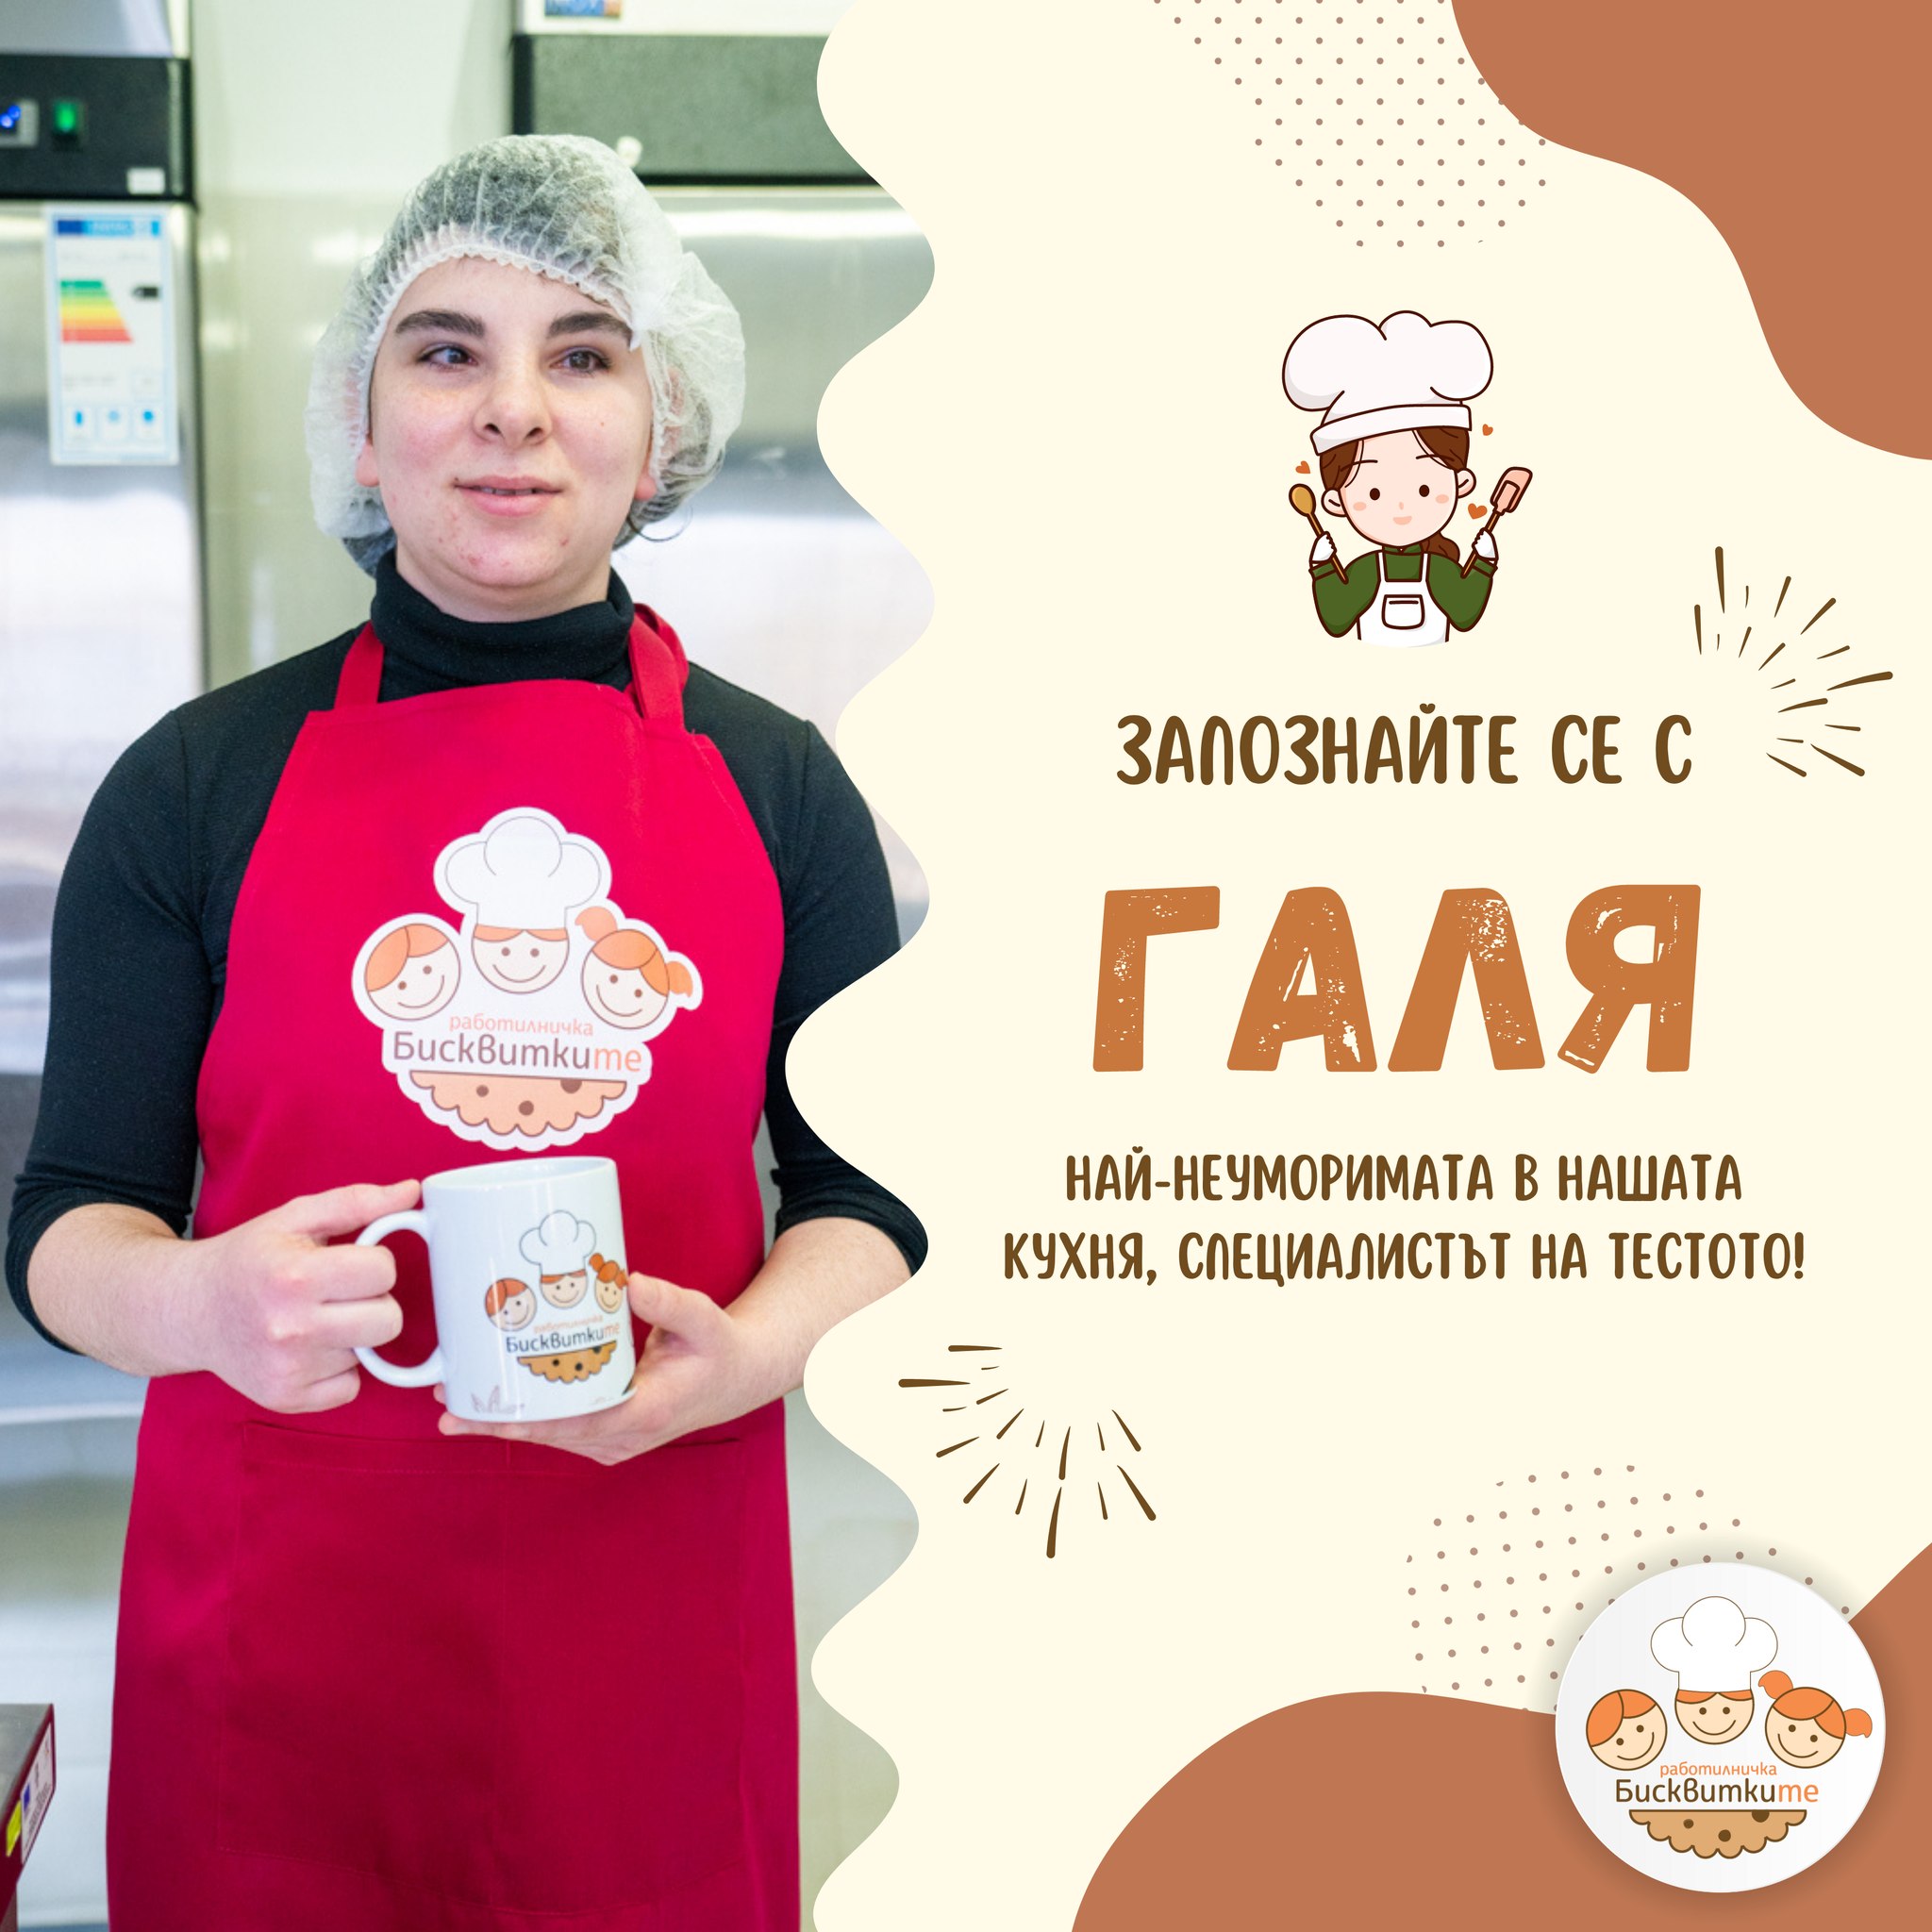 ЗАПОЗНАЙТЕ СЕ С
ГАЛЯ
НАЙ-НЕУМОРИМАТА В НАШАТА
КУХНЯ, СПЕЦИАЛИСТЪТ НА ТЕСТОТО!
работилничка
Бисквитките
работилничка
Бисквитките
работилничка
Бисквитките